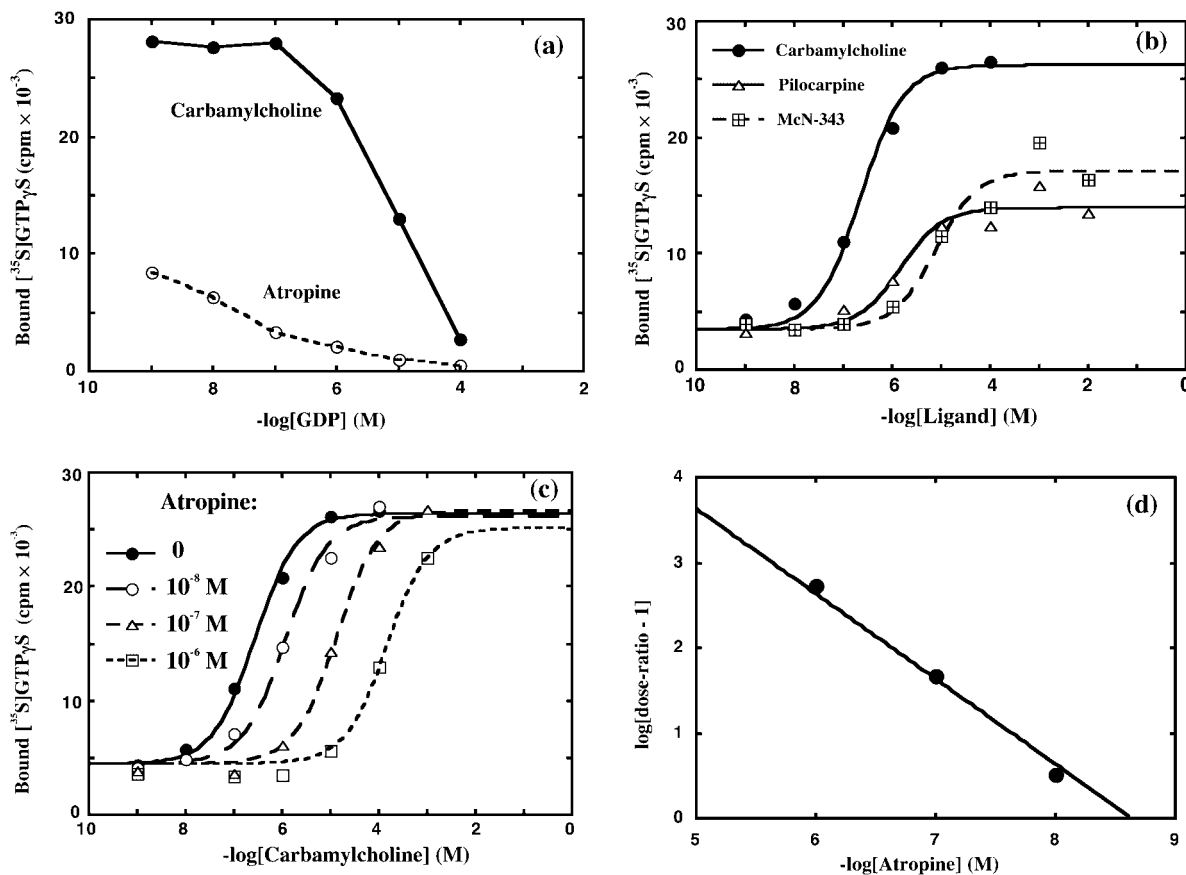 (a)
30
20
10
0
Bound [³⁵S]GTPγS (cpm × 10⁻³)
Carbamylcholine
Atropine
10 8 6 4 2
-log[GDP] (M)
(b)
30
20
10
0
Bound [³⁵S]GTPγS (cpm × 10⁻³)
Carbamylcholine
Pilocarpine
McN-343
10 8 6 4 2 0
-log[Ligand] (M)
(c)
30
20
10
0
Bound [³⁵S]GTPγS (cpm × 10⁻³)
Atropine:
0
10⁻⁸ M
10⁻⁷ M
10⁻⁶ M
10 8 6 4 2 0
-log[Carbamylcholine] (M)
(d)
4
3
2
1
0
log[dose-ratio - 1]
5 6 7 8 9
-log[Atropine] (M)